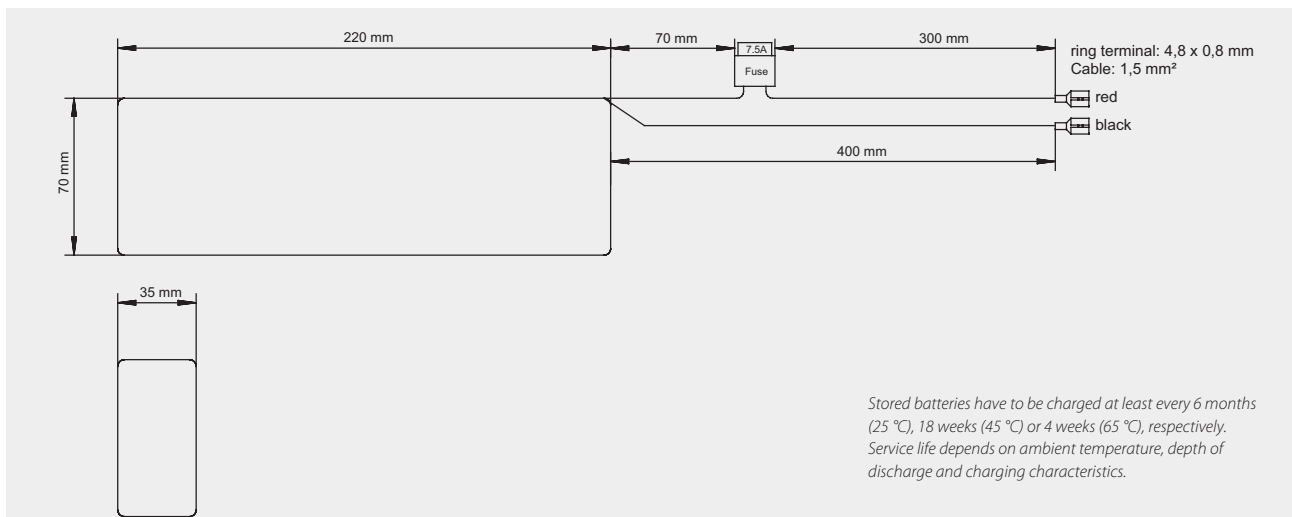 220 mm
70 mm
7.5A
Fuse
300 mm
ring terminal: 4,8 x 0,8 mm
Cable: 1,5 mm²
red
black
400 mm
70 mm
35 mm
Stored batteries have to be charged at least every 6 months
(25 °C), 18 weeks (45 °C) or 4 weeks (65 °C), respectively.
Service life depends on ambient temperature, depth of
discharge and charging characteristics.